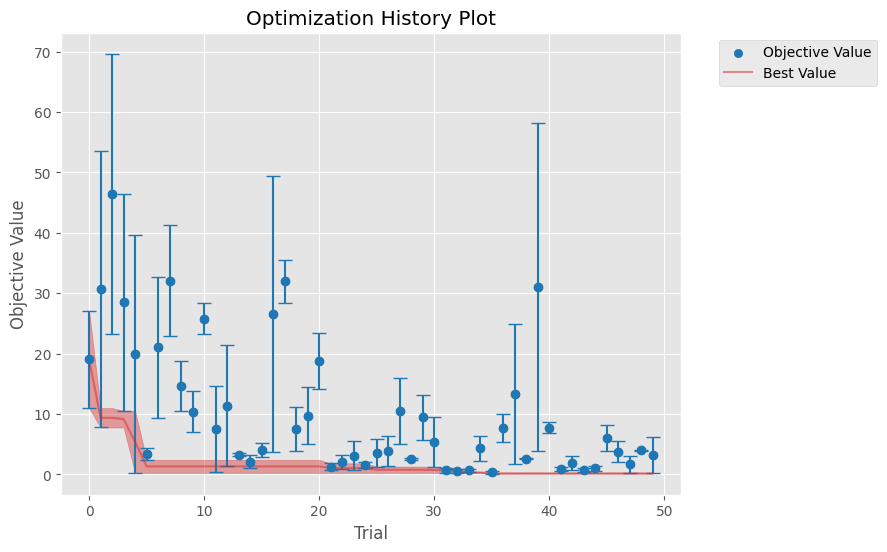 Optimization History Plot
Objective Value
Best Value
Objective Value
70
60
50
40
30
20
10
0
0 10 20 30 40 50
Trial